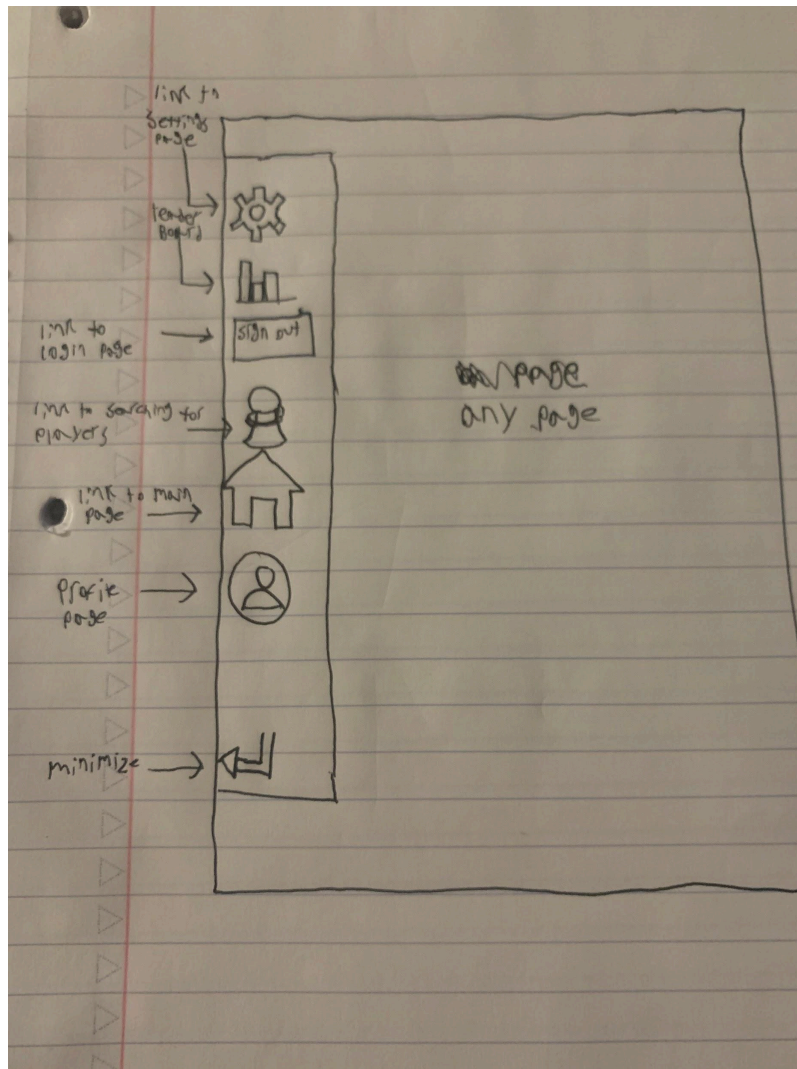 link to
Setting
page
leader
Board
link to
login page
sign out
link to searching for
players
link to main
page
profile
page
minimize
page
any page